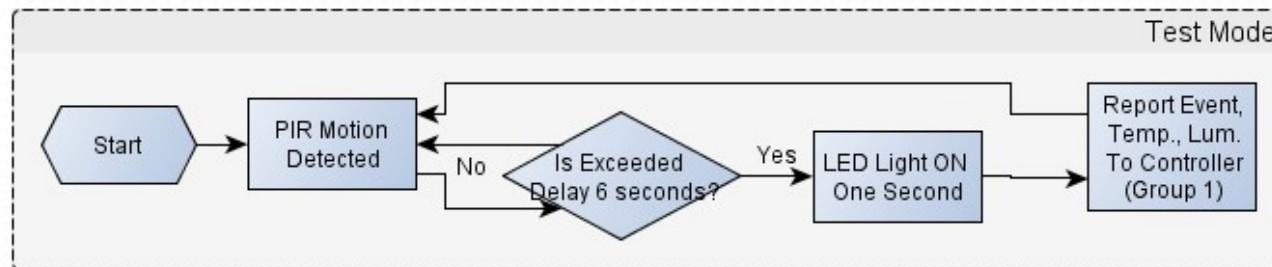 Test Mode
Start
PIR Motion
Detected
No
Is Exceeded
Delay 6 seconds?
Yes
LED Light ON
One Second
Report Event,
Temp., Lum.
To Controller
(Group 1)